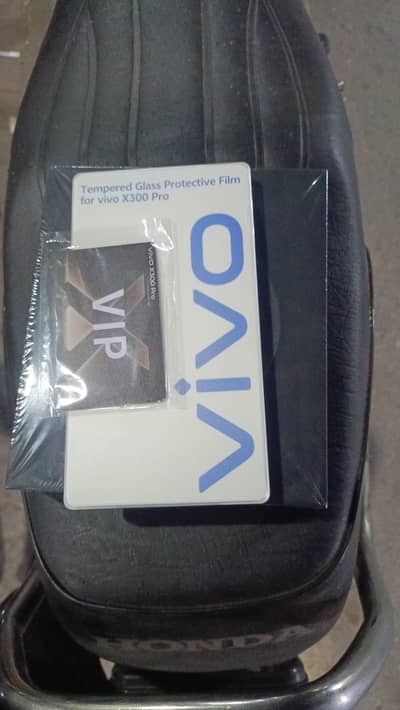 Tempered Glass Protective Film
for vivo X300 Pro
vivo
vivo X300 Pro
VIP
HONDA